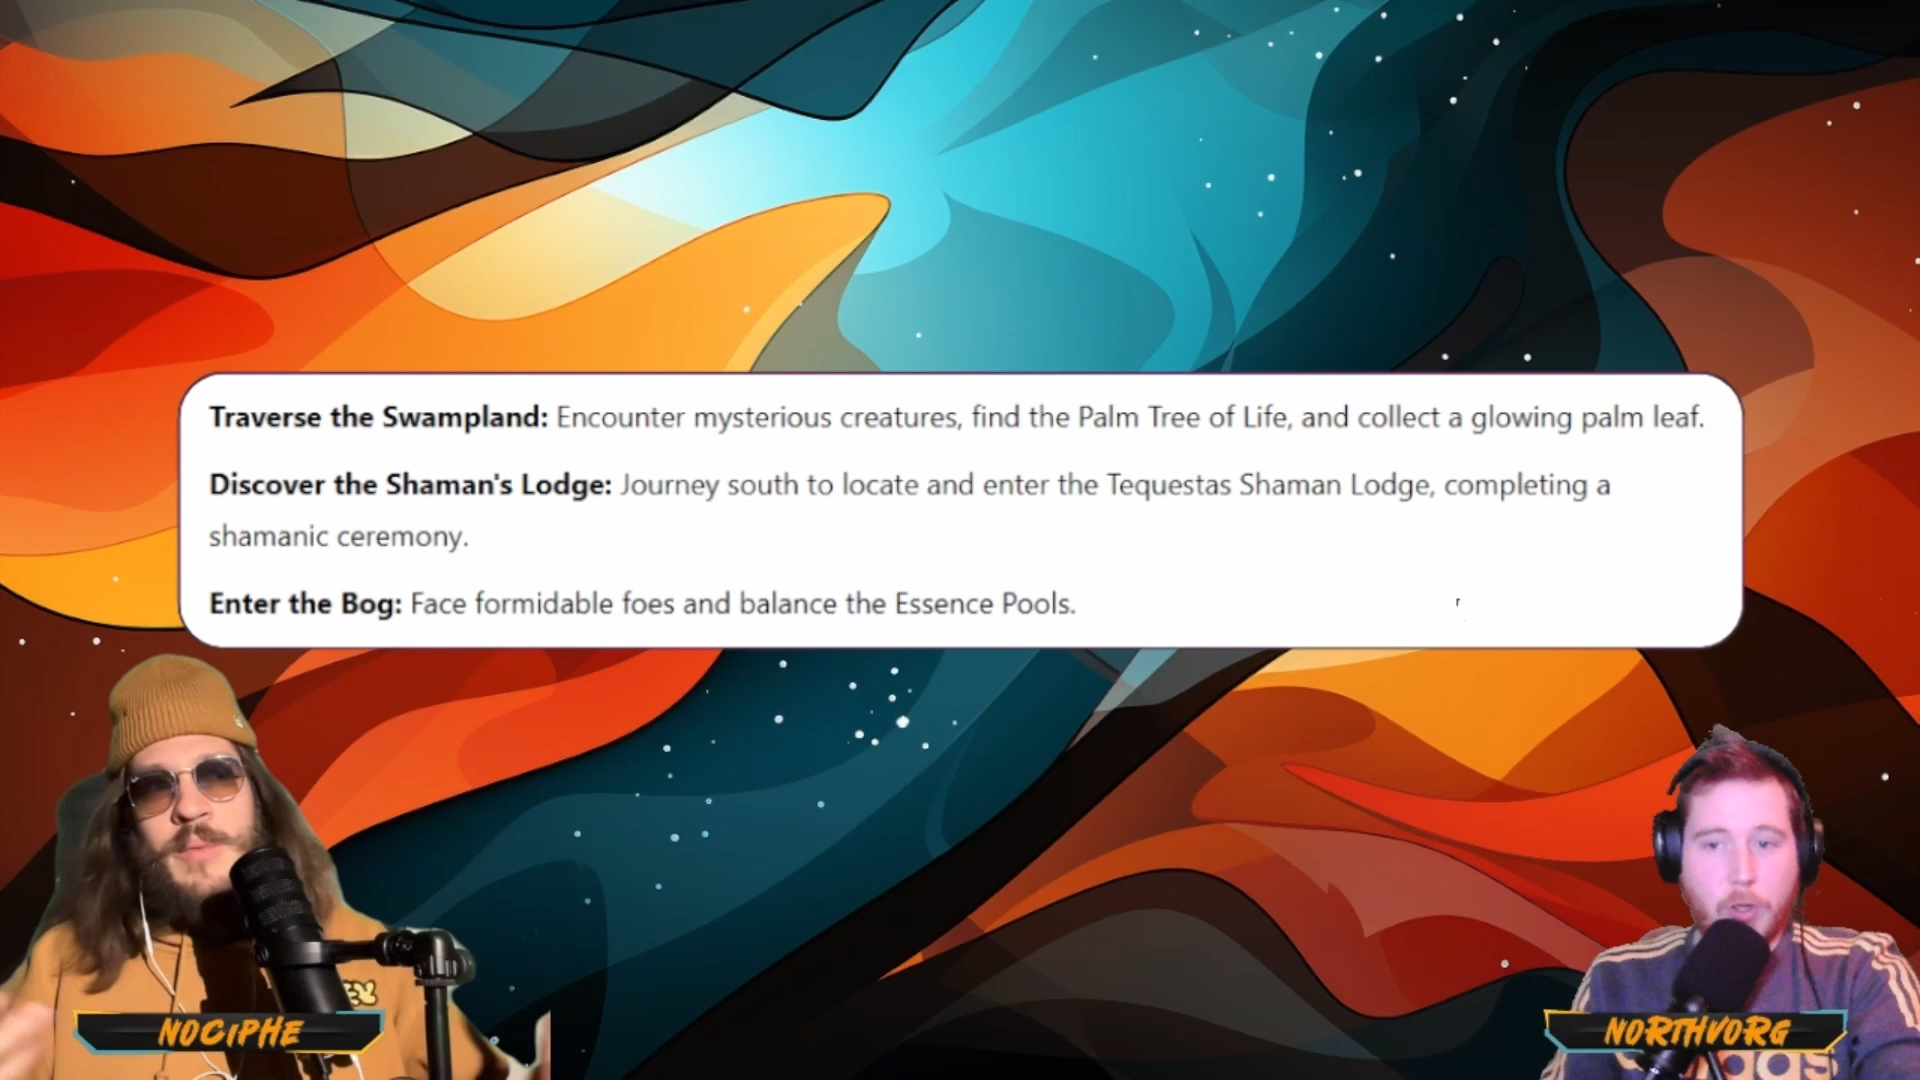 Traverse the Swampland: Encounter mysterious creatures, find the Palm Tree of Life, and collect a glowing palm leaf.
Discover the Shaman's Lodge: Journey south to locate and enter the Tequestas Shaman Lodge, completing a
shamanic ceremony.
Enter the Bog: Face formidable foes and balance the Essence Pools.
NOCIPHE
NORTHVORG